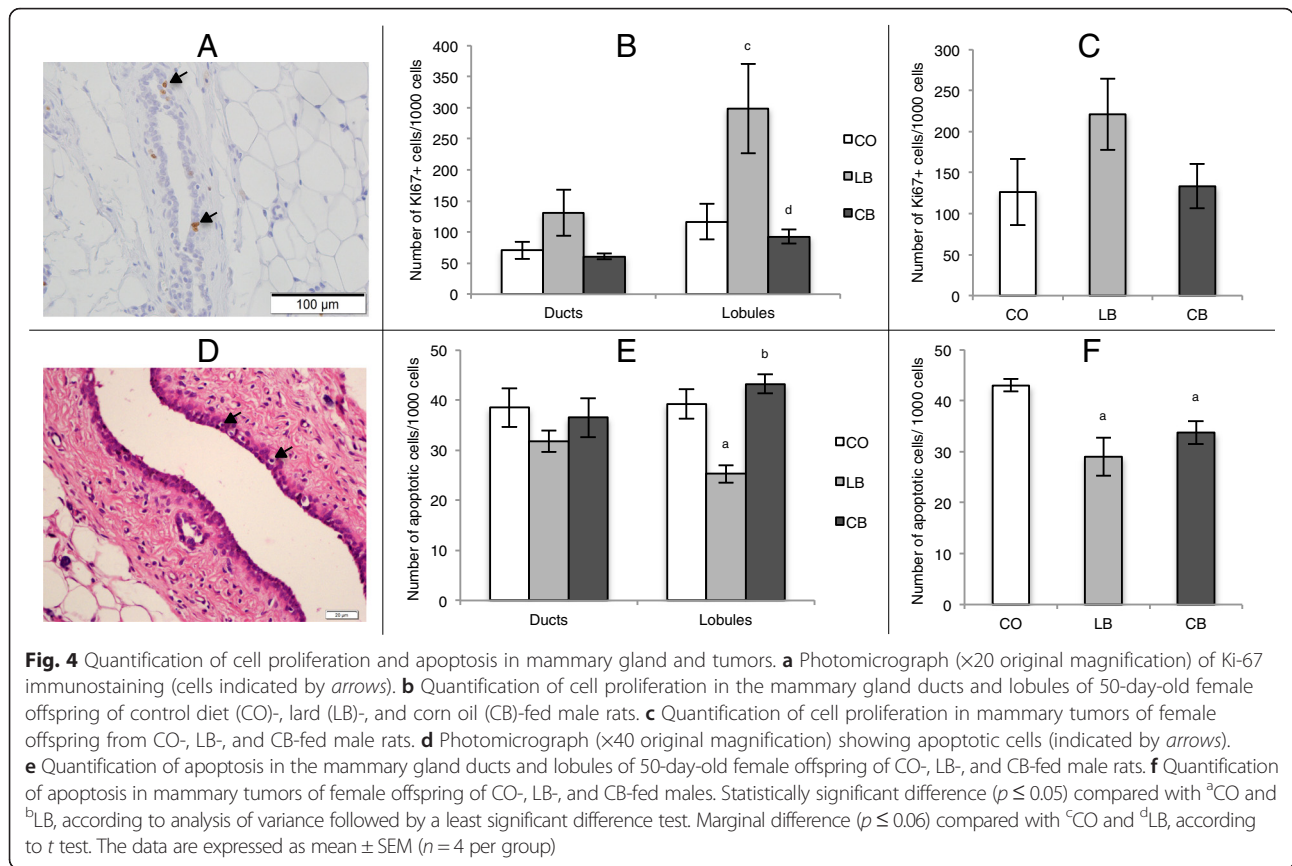 A
100 µm
B
Number of KI67+ cells/1000 cells
400
350
300
250
200
150
100
50
0
c
d
Ducts
Lobules
CO
LB
CB
C
Number of Ki67+ cells/1000 cells
300
250
200
150
100
50
0
CO
LB
CB
D
20 µm
E
Number of apoptotic cells/1000 cells
50
40
30
20
10
0
a
b
Ducts
Lobules
CO
LB
CB
F
Number of apoptotic cells/ 1000 cells
50
40
30
20
10
0
a
a
CO
LB
CB
Fig. 4 Quantification of cell proliferation and apoptosis in mammary gland and tumors. a Photomicrograph (×20 original magnification) of Ki-67
immunostaining (cells indicated by arrows). b Quantification of cell proliferation in the mammary gland ducts and lobules of 50-day-old female
offspring of control diet (CO)-, lard (LB)-, and corn oil (CB)-fed male rats. c Quantification of cell proliferation in mammary tumors of female
offspring from CO-, LB-, and CB-fed male rats. d Photomicrograph (×40 original magnification) showing apoptotic cells (indicated by arrows).
e Quantification of apoptosis in the mammary gland ducts and lobules of 50-day-old female offspring of CO-, LB-, and CB-fed male rats. f Quantification
of apoptosis in mammary tumors of female offspring of CO-, LB-, and CB-fed males. Statistically significant difference (p ≤ 0.05) compared with aCO and
bLB, according to analysis of variance followed by a least significant difference test. Marginal difference (p ≤ 0.06) compared with cCO and dLB, according
to t test. The data are expressed as mean ± SEM (n = 4 per group)